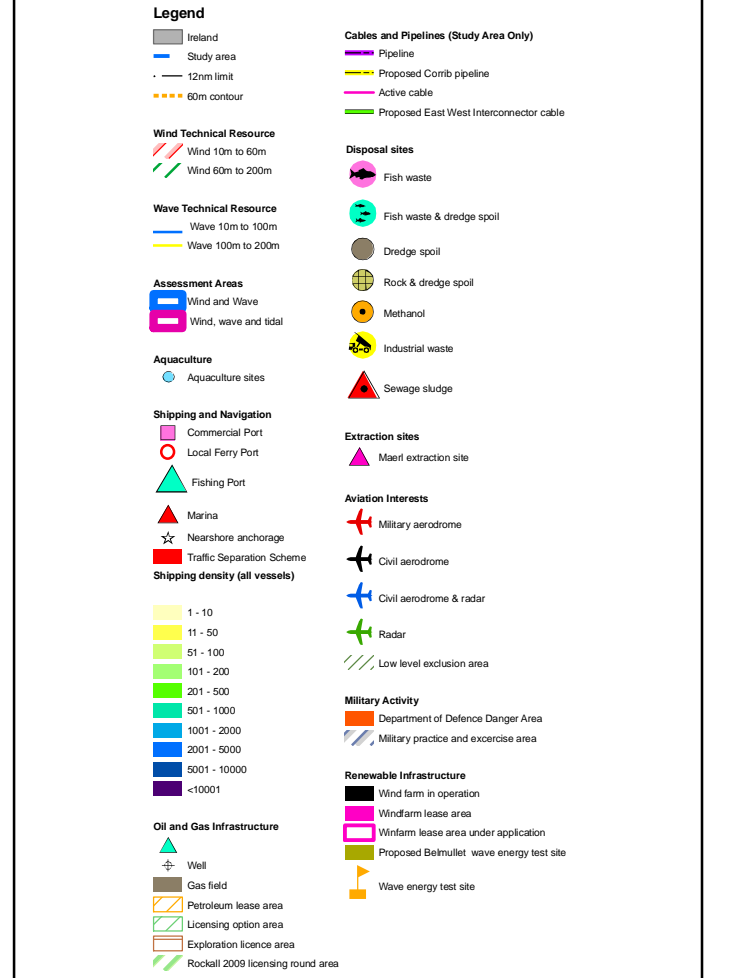 Legend
Ireland
Study area
12nm limit
60m contour
Wind Technical Resource
Wind 10m to 60m
Wind 60m to 200m
Wave Technical Resource
Wave 10m to 100m
Wave 100m to 200m
Assessment Areas
Wind and Wave
Wind, wave and tidal
Aquaculture
Aquaculture sites
Shipping and Navigation
Commercial Port
Local Ferry Port
Fishing Port
Marina
Nearshore anchorage
Traffic Separation Scheme
Shipping density (all vessels)
1 - 10
11 - 50
51 - 100
101 - 200
201 - 500
501 - 1000
1001 - 2000
2001 - 5000
5001 - 10000
<10001
Oil and Gas Infrastructure
Well
Gas field
Petroleum lease area
Licensing option area
Exploration licence area
Rockall 2009 licensing round area
Cables and Pipelines (Study Area Only)
Pipeline
Proposed Corrib pipeline
Active cable
Proposed East West Interconnector cable
Disposal sites
Fish waste
Fish waste & dredge spoil
Dredge spoil
Rock & dredge spoil
Methanol
Industrial waste
Sewage sludge
Extraction sites
Maerl extraction site
Aviation Interests
Military aerodrome
Civil aerodrome
Civil aerodrome & radar
Radar
Low level exclusion area
Military Activity
Department of Defence Danger Area
Military practice and excercise area
Renewable Infrastructure
Wind farm in operation
Windfarm lease area
Winfarm lease area under application
Proposed Belmullet wave energy test site
Wave energy test site